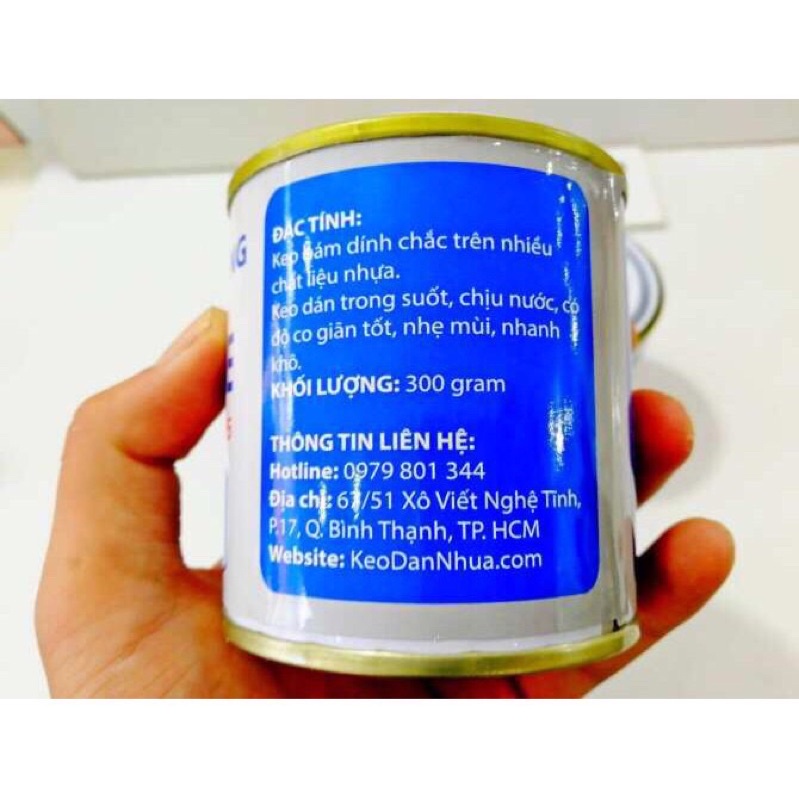 ĐẶC TÍNH:
Keo bám dính chắc trên nhiều
chất liệu nhựa.
Keo dán trong suốt, chịu nước, có
độ co giãn tốt, nhẹ mùi, nhanh
khô.
KHỐI LƯỢNG: 300 gram
THÔNG TIN LIÊN HỆ:
Hotline: 0979 801 344
Địa chỉ: 67/51 Xô Viết Nghệ Tĩnh,
P.17, Q. Bình Thạnh, TP. HCM
Website: KeoDanNhua.com